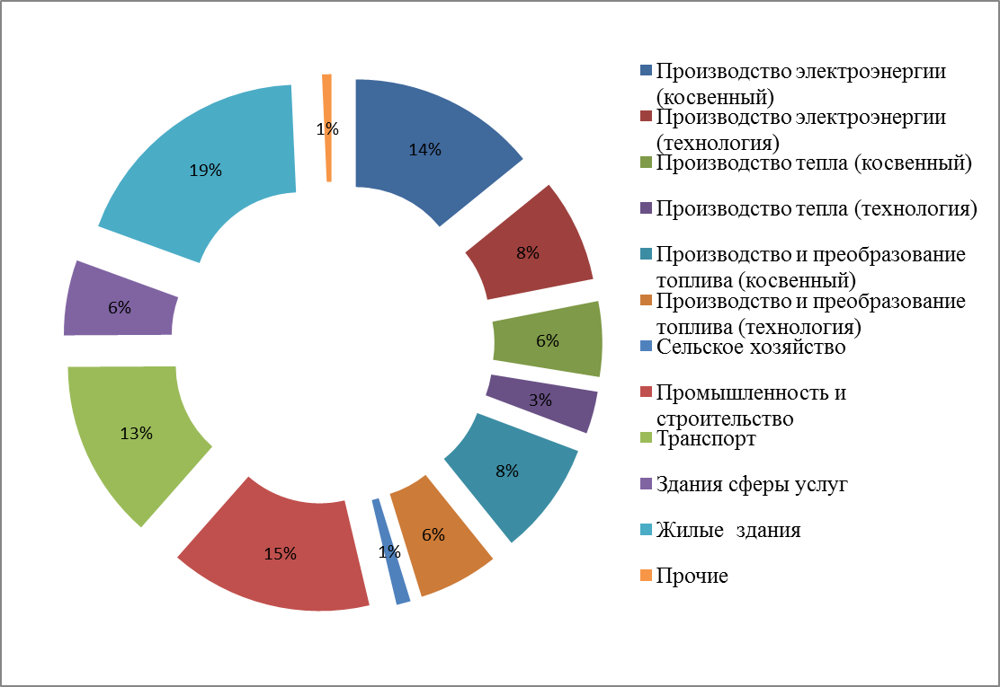 1%
14%
19%
8%
6%
6%
3%
13%
8%
6%
1%
15%
Производство электроэнергии
(косвенный)
Производство электроэнергии
(технология)
Производство тепла (косвенный)
Производство тепла (технология)
Производство и преобразование
топлива (косвенный)
Производство и преобразование
топлива (технология)
Сельское хозяйство
Промышленность и
строительство
Транспорт
Здания сферы услуг
Жилые здания
Прочие